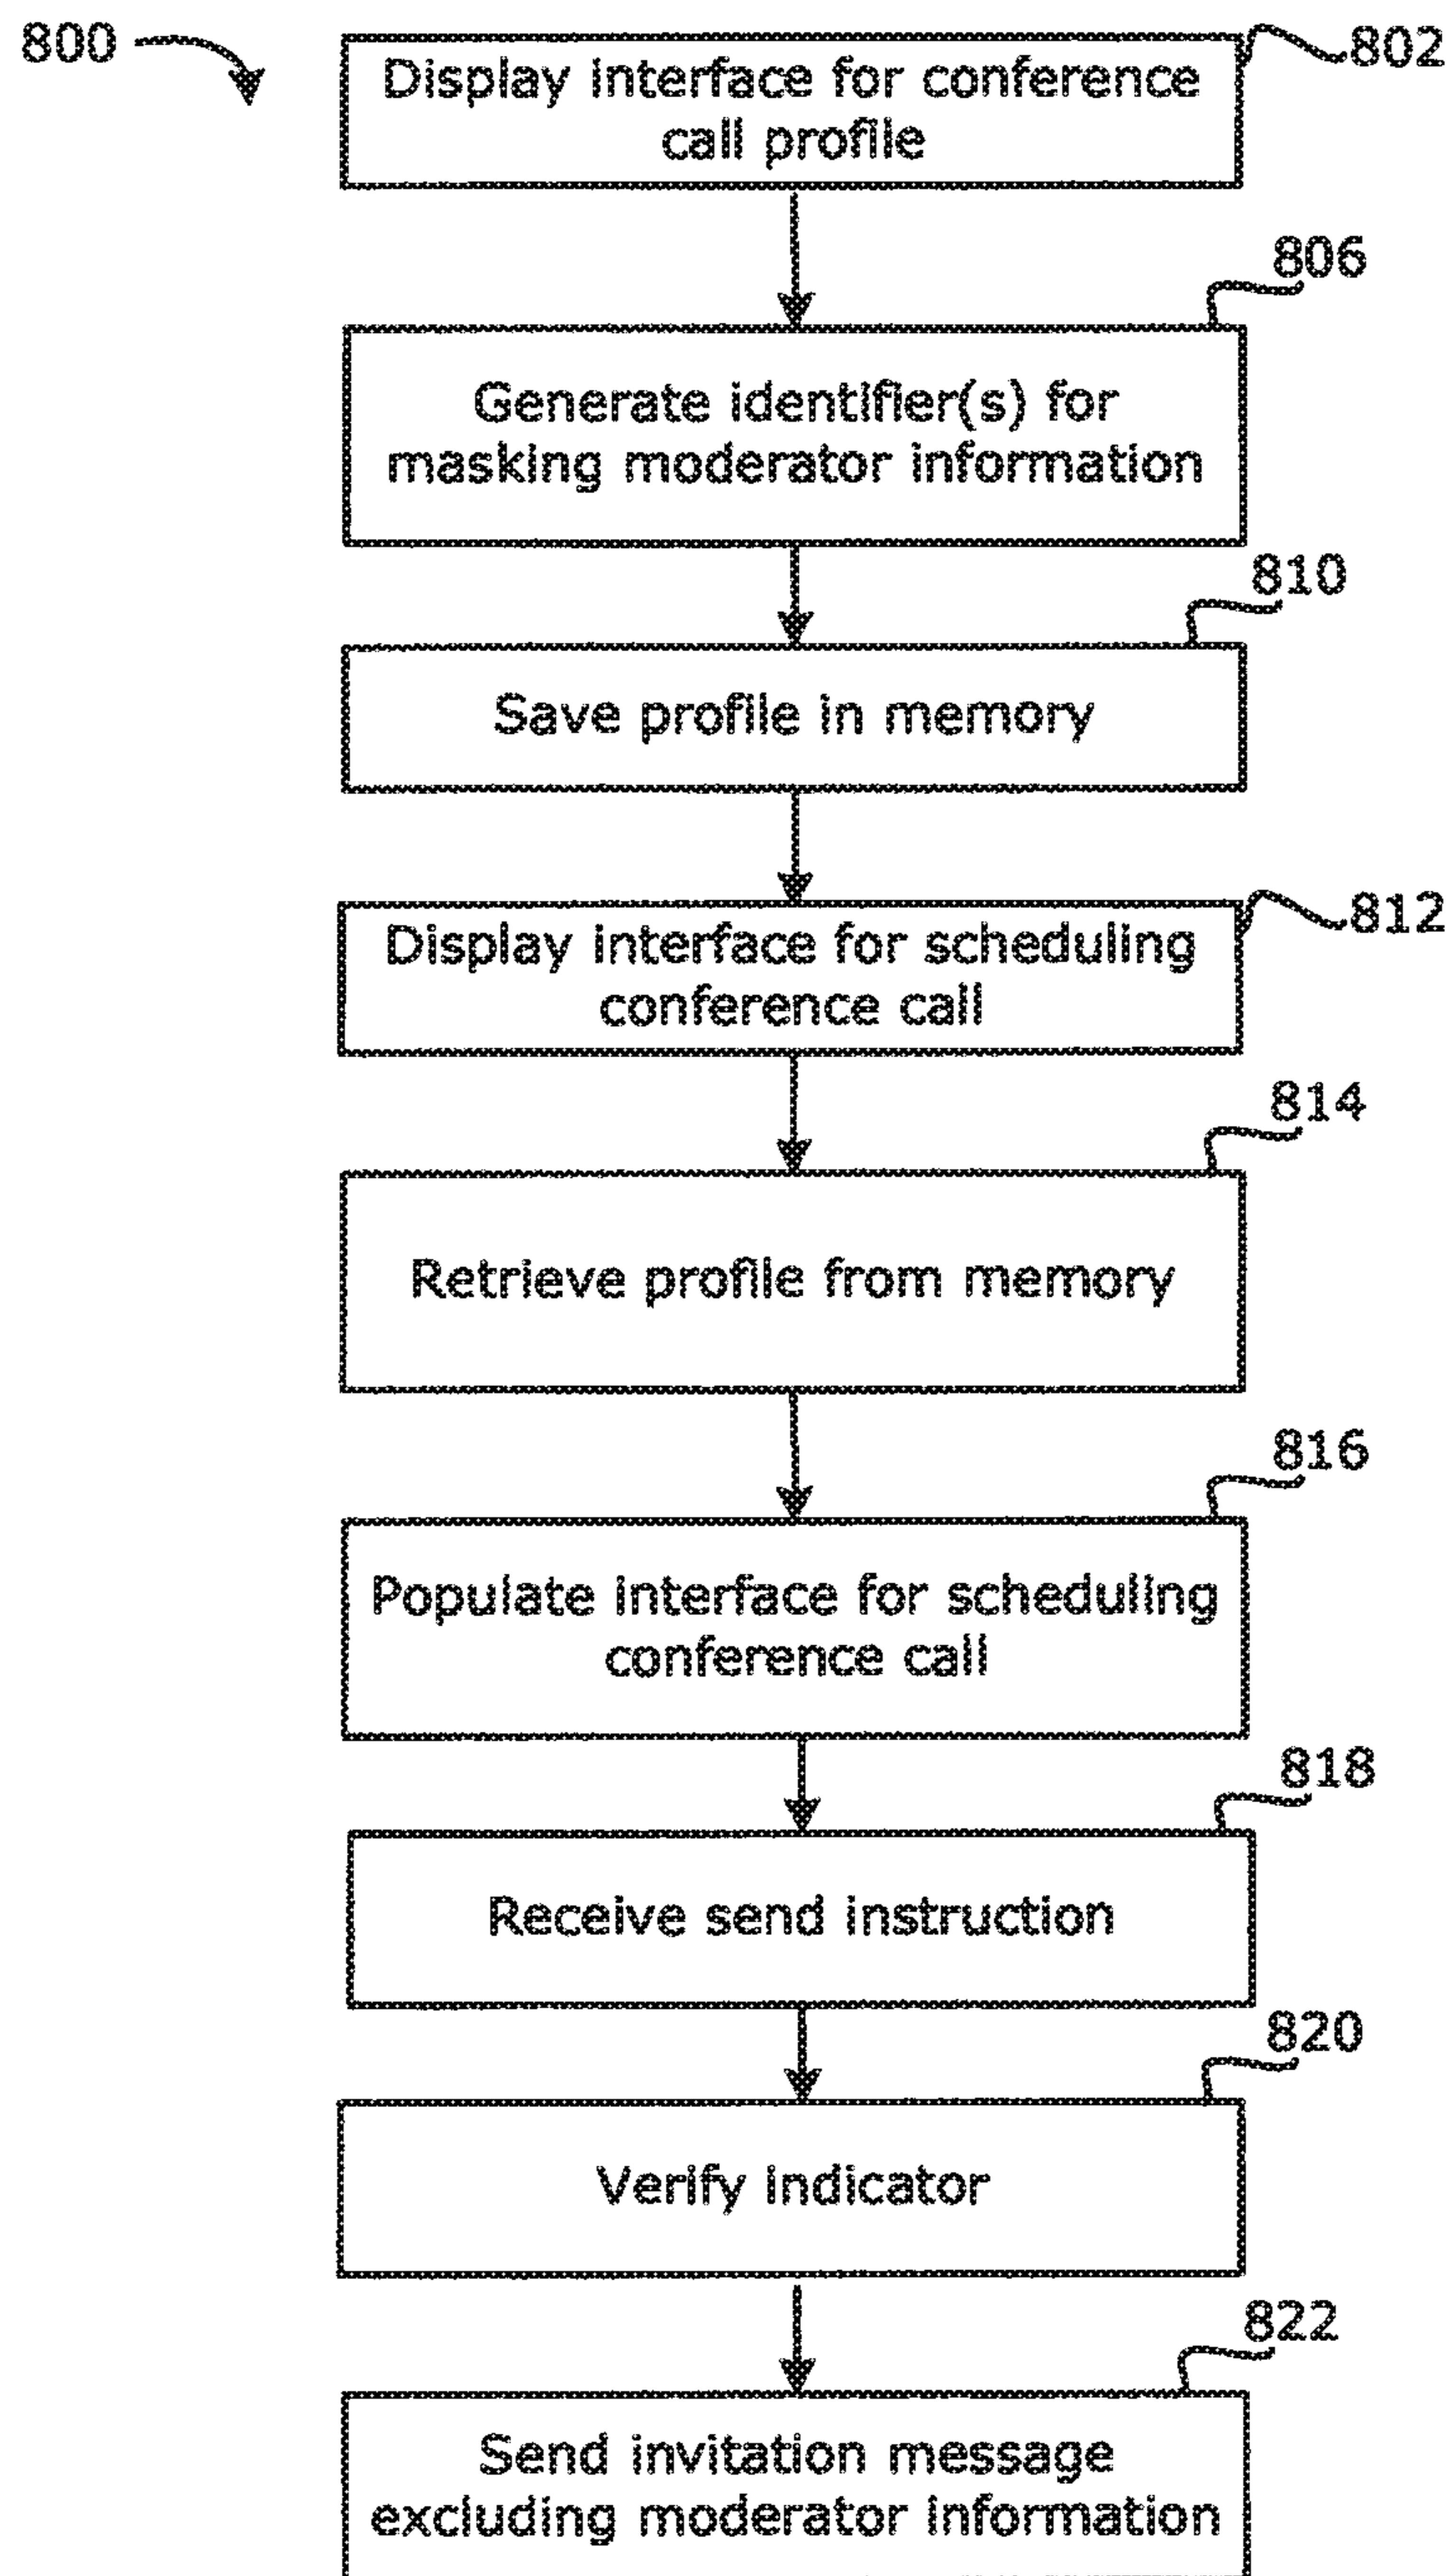 800
802
Display interface for conference
call profile
806
Generate identifier(s) for
masking moderator information
810
Save profile in memory
812
Display interface for scheduling
conference call
814
Retrieve profile from memory
816
Populate interface for scheduling
conference call
818
Receive send instruction
820
Verify indicator
822
Send invitation message
excluding moderator information